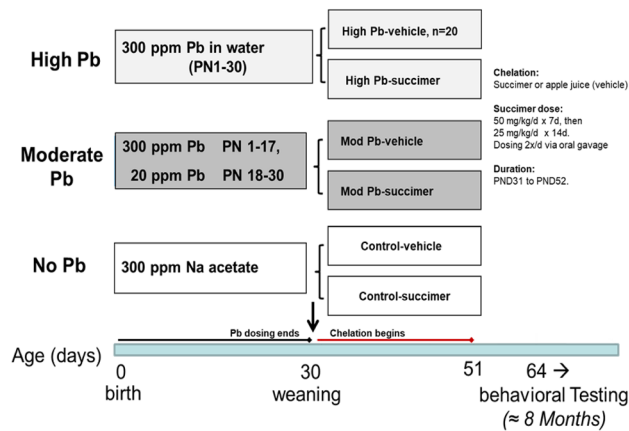 High Pb
300 ppm Pb in water
(PN1-30)
High Pb-vehicle, n=20
High Pb-succimer
Chelation:
Succimer or apple juice (vehicle)
Succimer dose:
50 mg/kg/d x 7d, then
25 mg/kg/d x 14d.
Dosing 2x/d via oral gavage
Duration:
PND31 to PND52.
Moderate
Pb
300 ppm Pb PN 1-17,
20 ppm Pb PN 18-30
Mod Pb-vehicle
Mod Pb-succimer
No Pb
300 ppm Na acetate
Control-vehicle
Control-succimer
Pb dosing ends
Chelation begins
Age (days)
0
30
51
64 →
birth
weaning
behavioral Testing
(≈ 8 Months)